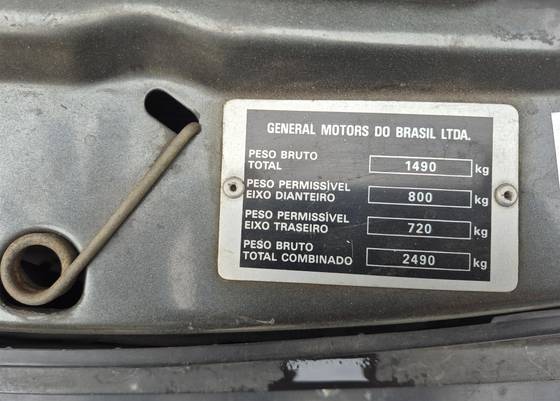 GENERAL MOTORS DO BRASIL LTDA.
PESO BRUTO
TOTAL 1490 kg
PESO PERMISSÍVEL
EIXO DIANTEIRO 800 kg
PESO PERMISSÍVEL
EIXO TRASEIRO 720 kg
PESO BRUTO
TOTAL COMBINADO 2490 kg